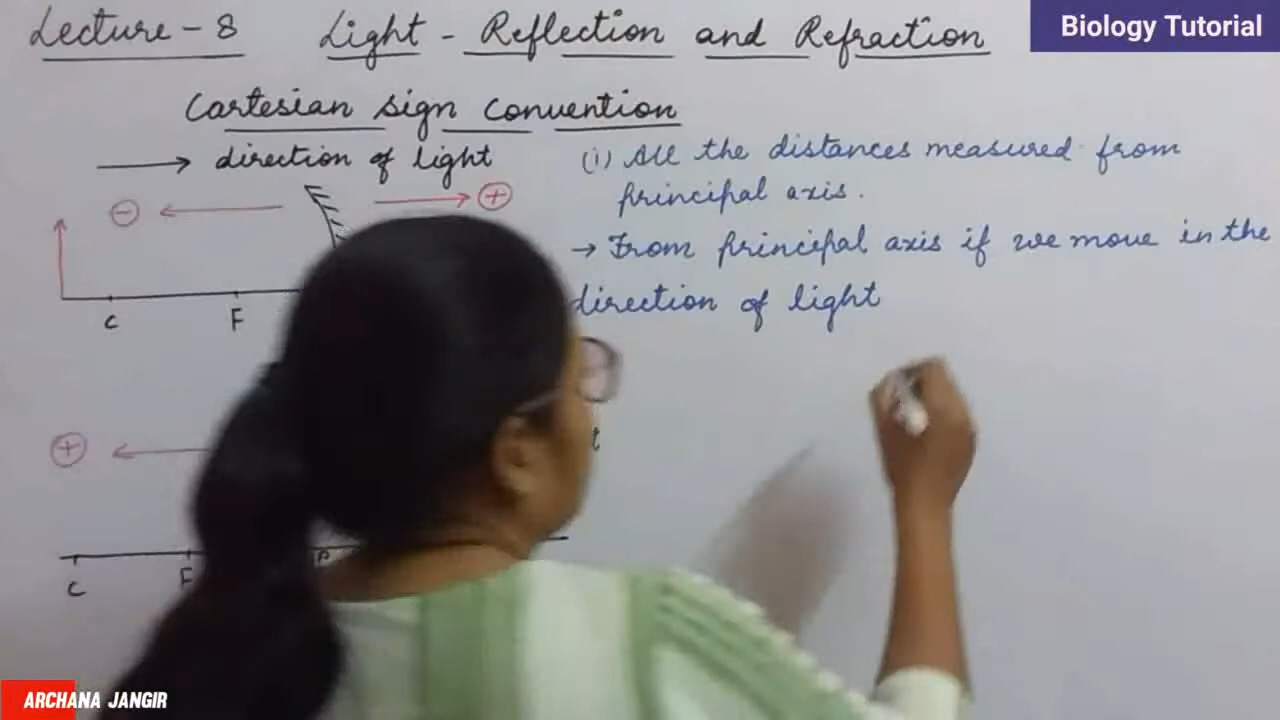 Lecture - 8 Light - Reflection and Refraction
Biology Tutorial
Cartesian sign convention
direction of light
(i) All the distances measured from
principal axis.
→ From principal axis if we move in the
direction of light
⊖ ⊕
C F
⊕ t
C F P
ARCHANA JANGIR